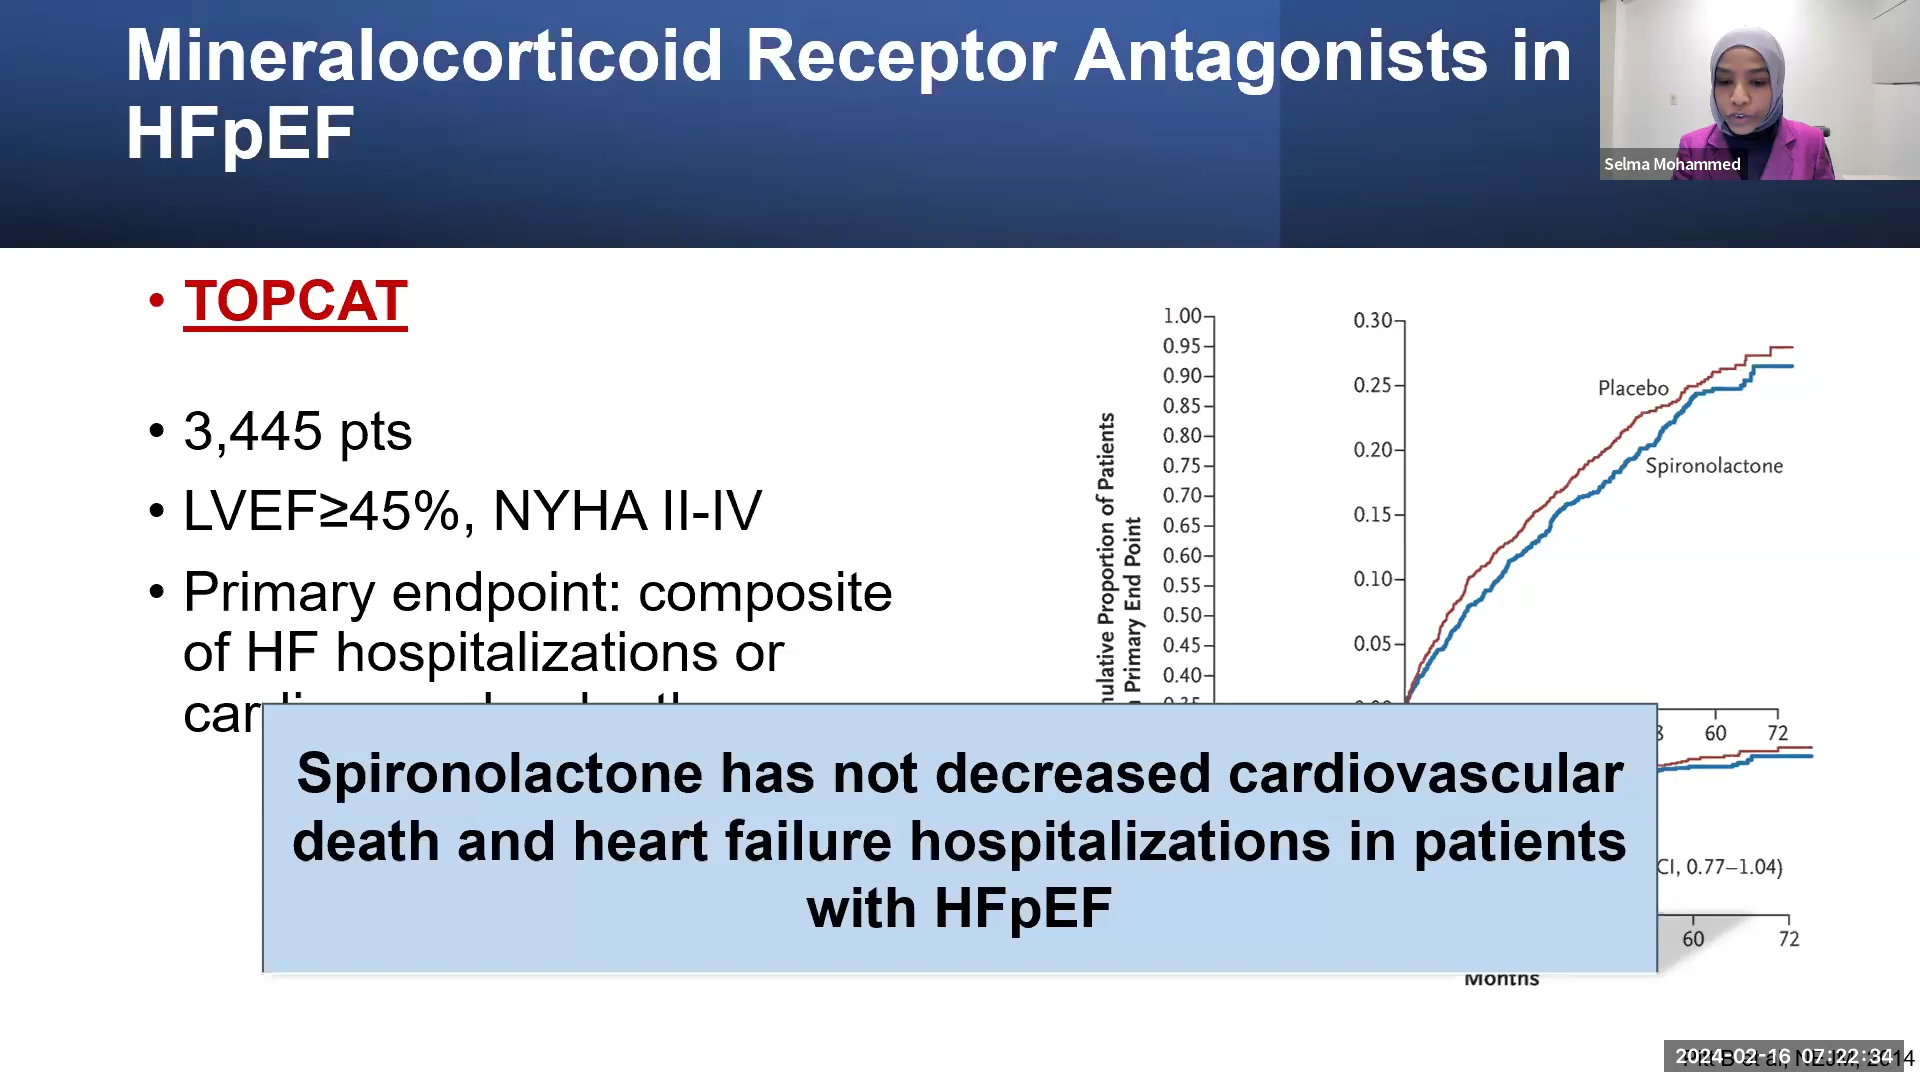 Mineralocorticoid Receptor Antagonists in
HFpEF
Selma Mohammed
• TOPCAT
• 3,445 pts
• LVEF≥45%, NYHA II-IV
• Primary endpoint: composite
of HF hospitalizations or
1.00
0.95
0.90
0.85
0.80
0.75
0.70
0.65
0.60
0.55
0.50
0.45
0.40
Proportion of Patients
Primary End Point
0.30
0.25
0.20
0.15
0.10
0.05
Placebo
Spironolactone
60 72
Spironolactone has not decreased cardiovascular
death and heart failure hospitalizations in patients
with HFpEF
CI, 0.77–1.04)
60 72
Months
2024-02-16 07:22:34